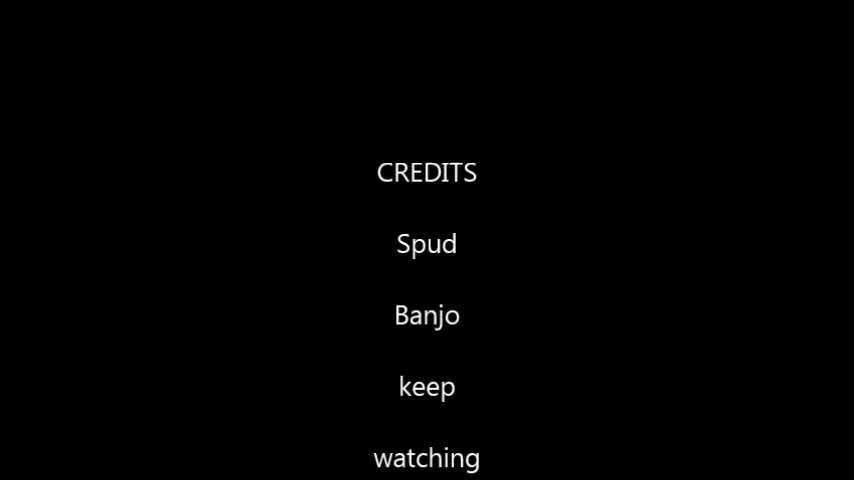 CREDITS
Spud
Banjo
keep
watching